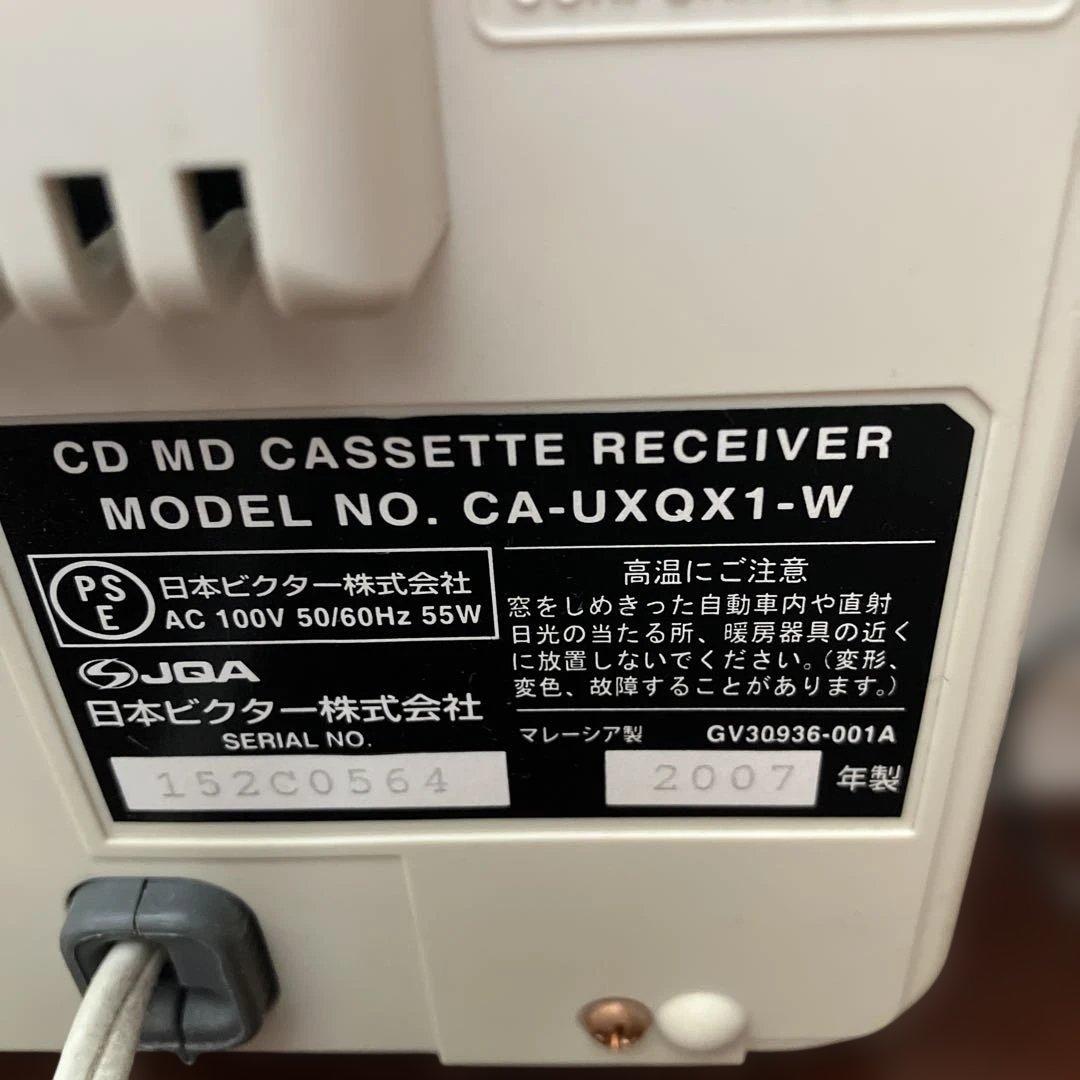 CD MD CASSETTE RECEIVER
MODEL NO. CA-UXQX1-W
PS
E
日本ビクター株式会社
AC 100V 50/60Hz 55W
JQA
日本ビクター株式会社
SERIAL NO.
152C0564
高温にご注意
窓をしめきった自動車内や直射
日光の当たる所、暖房器具の近く
に放置しないでください。(変形、
変色、故障することがあります。)
マレーシア製 GV30936-001A
2007 年製